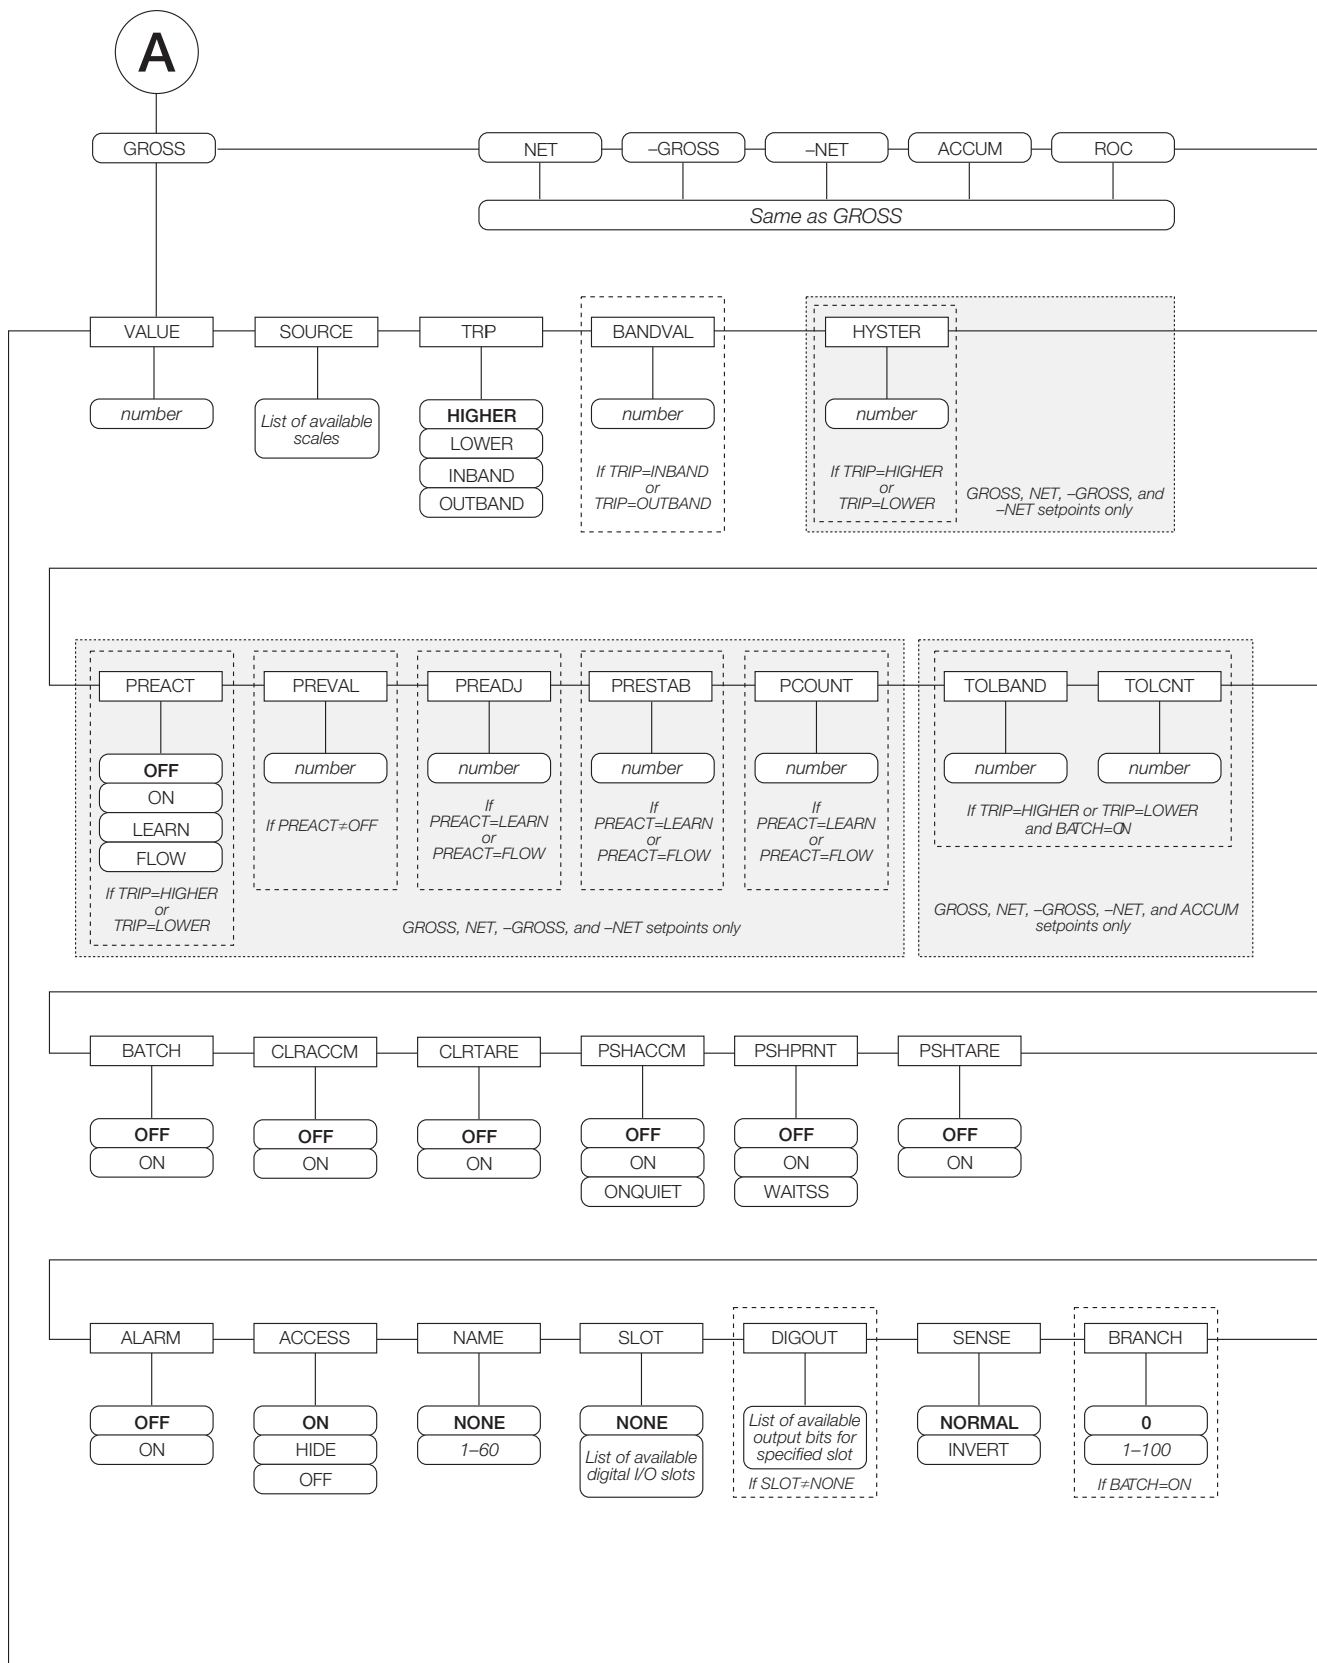 A
GROSS
NET
–GROSS
–NET
ACCUM
ROC
Same as GROSS
VALUE
SOURCE
TRIP
BANDVAL
HYSTER
number
List of available
scales
HIGHER
LOWER
INBAND
OUTBAND
number
If TRIP=INBAND
or
TRIP=OUTBAND
number
If TRIP=HIGHER
or
TRIP=LOWER
GROSS, NET, –GROSS, and
–NET setpoints only
PREACT
PREVAL
PREADJ
PRESTAB
PCOUNT
TOLBAND
TOLCNT
OFF
ON
LEARN
FLOW
If TRIP=HIGHER
or
TRIP=LOWER
number
If PREACT≠OFF
number
If
PREACT=LEARN
or
PREACT=FLOW
number
If
PREACT=LEARN
or
PREACT=FLOW
number
If
PREACT=LEARN
or
PREACT=FLOW
GROSS, NET, –GROSS, and –NET setpoints only
number
number
If TRIP=HIGHER or TRIP=LOWER
and BATCH=ON
GROSS, NET, –GROSS, –NET, and ACCUM
setpoints only
BATCH
CLRACCM
CLRTARE
PSHACCM
PSHPRNT
PSHTARE
OFF
ON
OFF
ON
OFF
ON
OFF
ON
ONQUIET
OFF
ON
WAITSS
OFF
ON
ALARM
ACCESS
NAME
SLOT
DIGOUT
SENSE
BRANCH
OFF
ON
ON
HIDE
OFF
NONE
1–60
NONE
List of available
digital I/O slots
List of available
output bits for
specified slot
If SLOT≠NONE
NORMAL
INVERT
0
1–100
If BATCH=ON